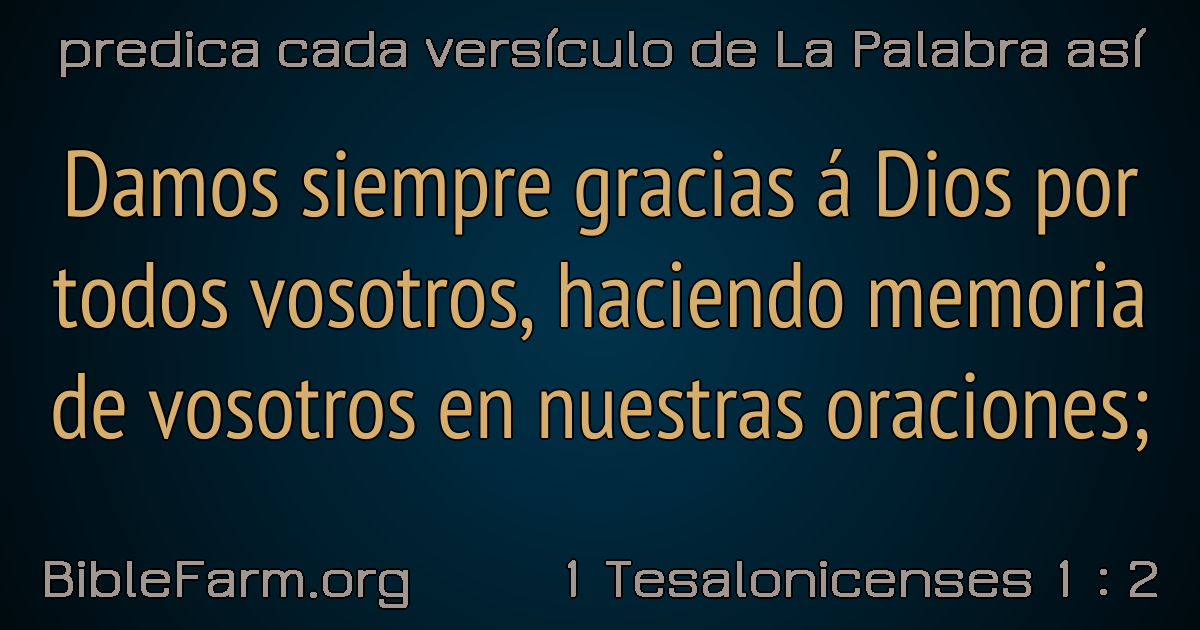 predica cada versículo de La Palabra así
Damos siempre gracias á Dios por
todos vosotros, haciendo memoria
de vosotros en nuestras oraciones;
BibleFarm.org 1 Tesalonicenses 1 : 2